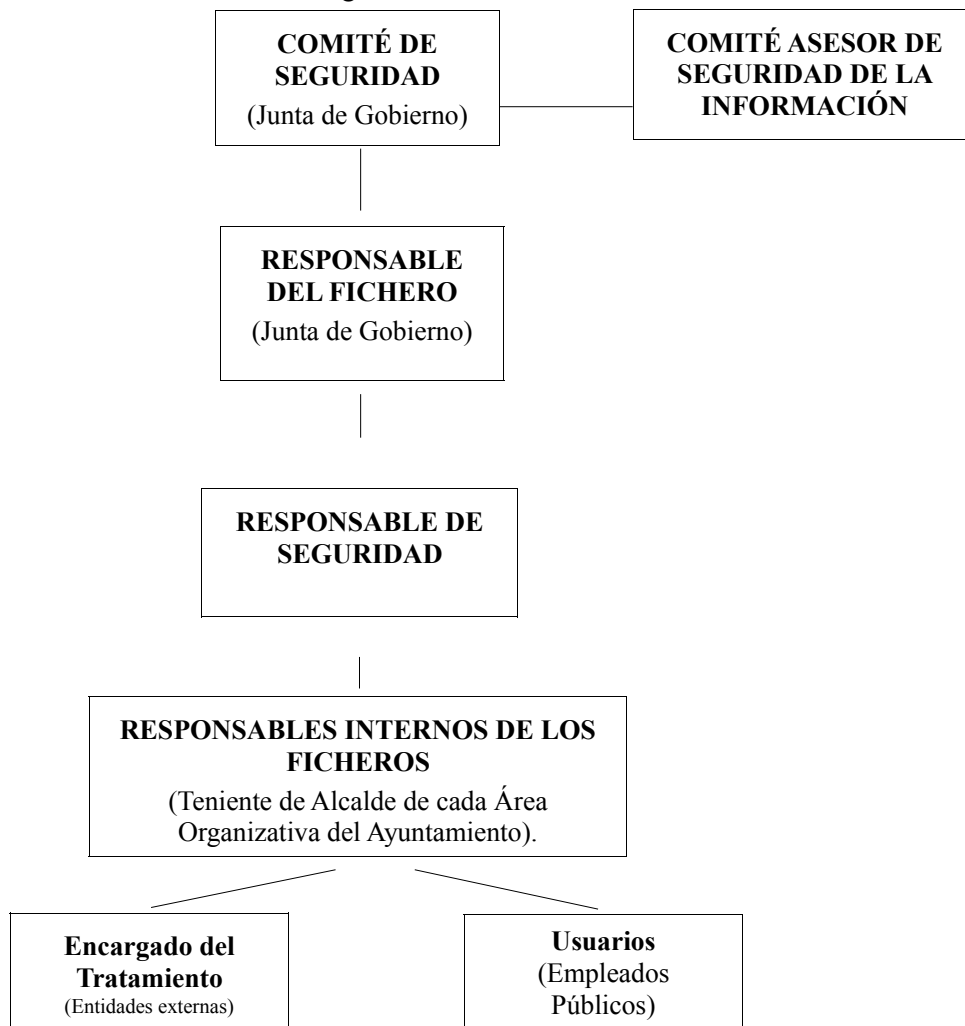 COMITÉ DE
SEGURIDAD
(Junta de Gobierno)
COMITÉ ASESOR DE
SEGURIDAD DE LA
INFORMACIÓN
RESPONSABLE
DEL FICHERO
(Junta de Gobierno)
RESPONSABLE DE
SEGURIDAD
RESPONSABLES INTERNOS DE LOS
FICHEROS
(Teniente de Alcalde de cada Área
Organizativa del Ayuntamiento).
Encargado del
Tratamiento
(Entidades externas)
Usuarios
(Empleados
Públicos)